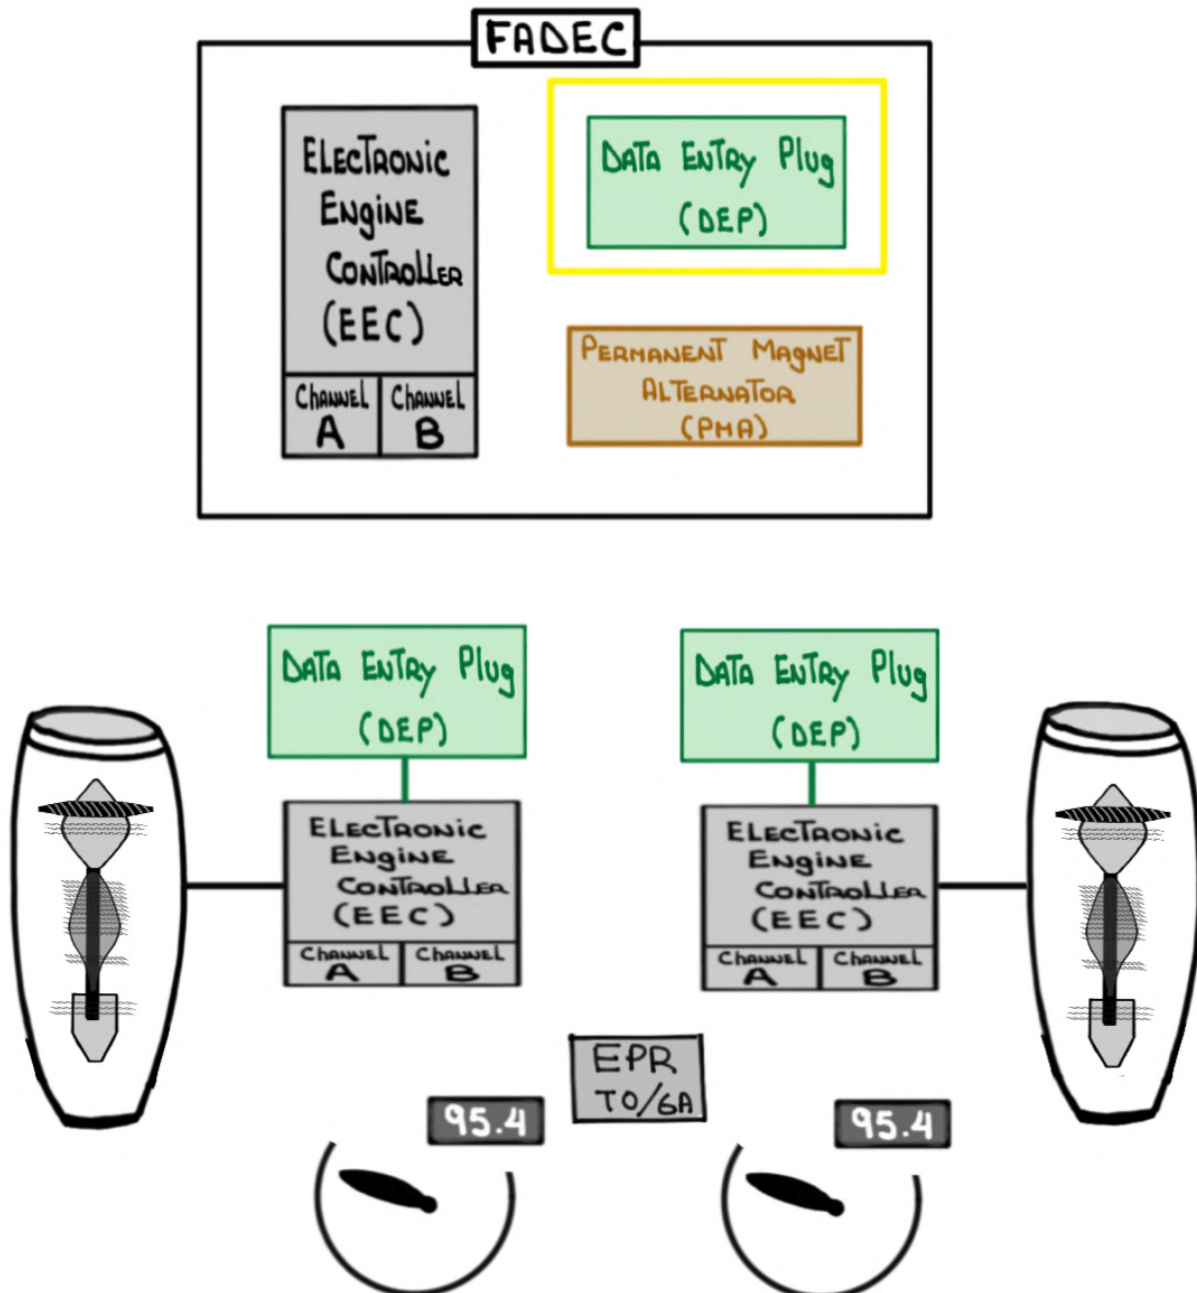 FADEC
ELECTRONIC
ENGINE
CONTROLLER
(EEC)
CHANNEL
A
CHANNEL
B
DATA ENTRY Plug
(DEP)
PERMANENT MAGNET
ALTERNATOR
(PMA)
DATA ENTRY Plug
(DEP)
ELECTRONIC
ENGINE
CONTROLLER
(EEC)
CHANNEL
A
CHANNEL
B
DATA ENTRY Plug
(DEP)
ELECTRONIC
ENGINE
CONTROLLER
(EEC)
CHANNEL
A
CHANNEL
B
EPR
TO/GA
95.4
95.4